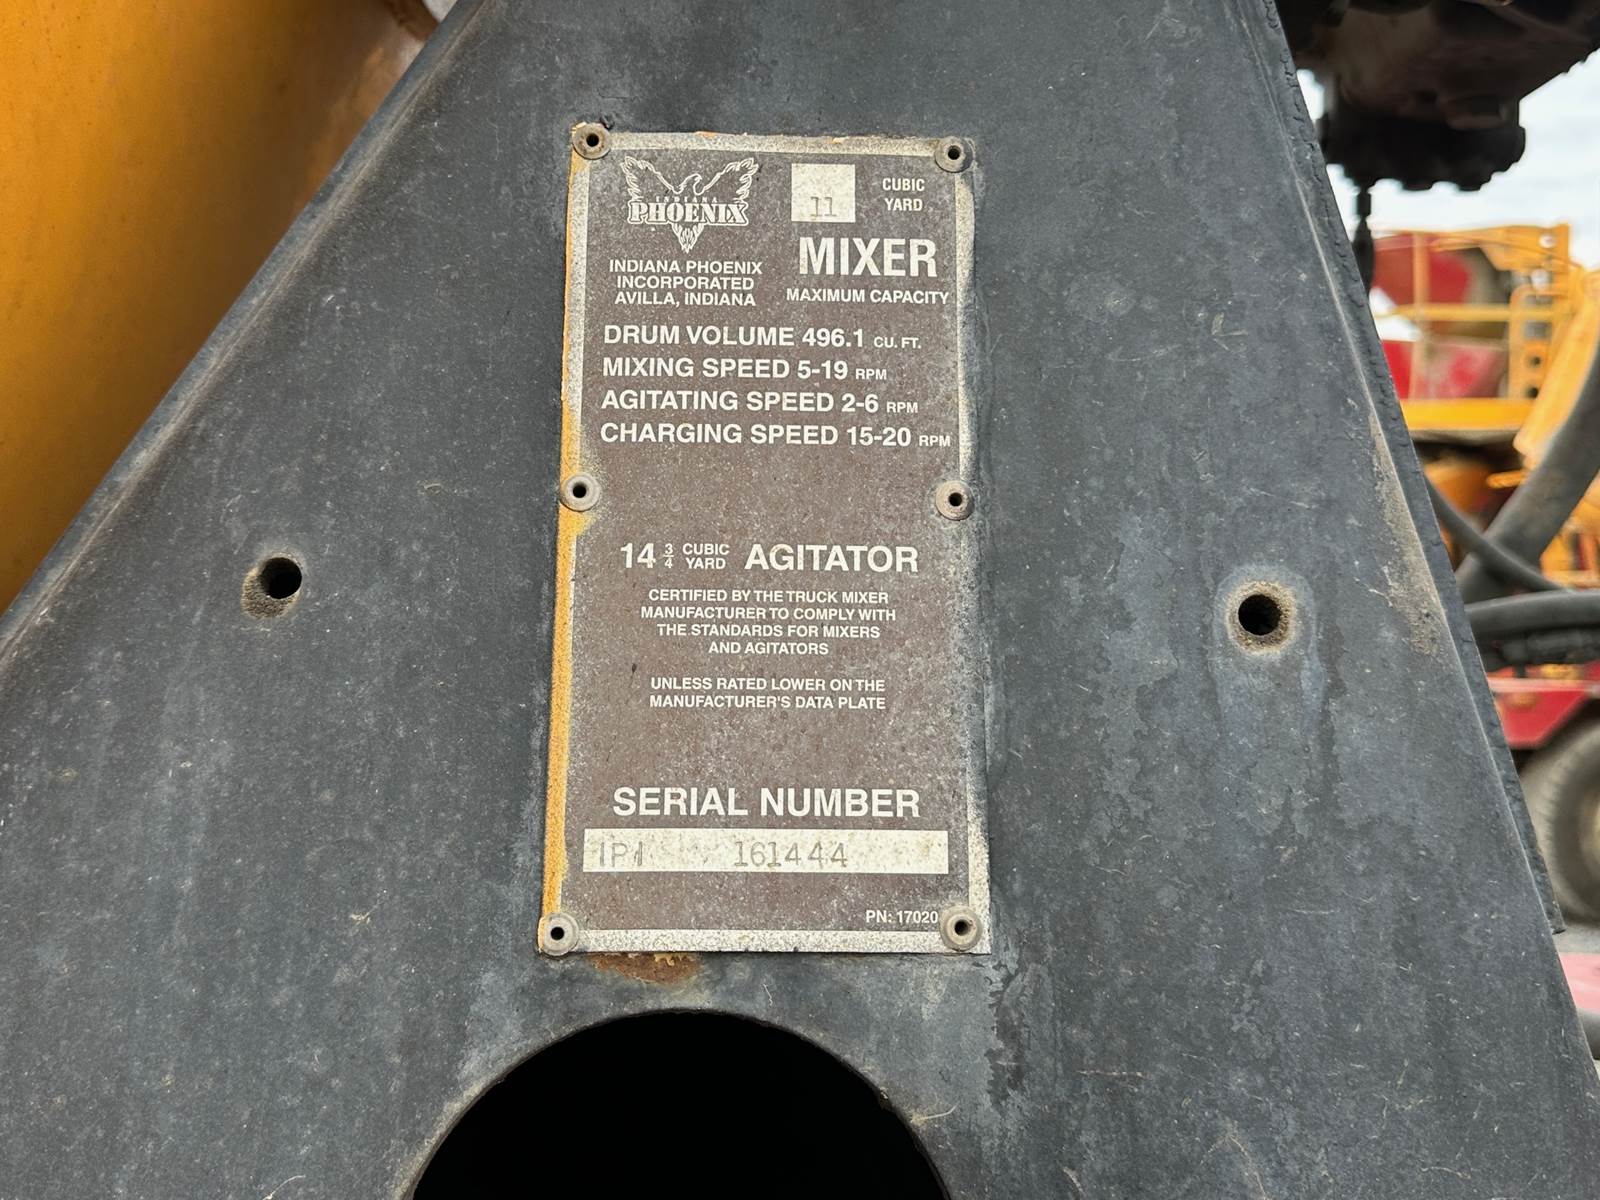 INDIANA
PHOENIX
INDIANA PHOENIX
INCORPORATED
AVILLA, INDIANA
11 CUBIC
YARD
MIXER
MAXIMUM CAPACITY
DRUM VOLUME 496.1 CU. FT.
MIXING SPEED 5-19 RPM
AGITATING SPEED 2-6 RPM
CHARGING SPEED 15-20 RPM
14 3/4 CUBIC YARD AGITATOR
CERTIFIED BY THE TRUCK MIXER
MANUFACTURER TO COMPLY WITH
THE STANDARDS FOR MIXERS
AND AGITATORS
UNLESS RATED LOWER ON THE
MANUFACTURER'S DATA PLATE
SERIAL NUMBER
IPI 161444
PN: 17020